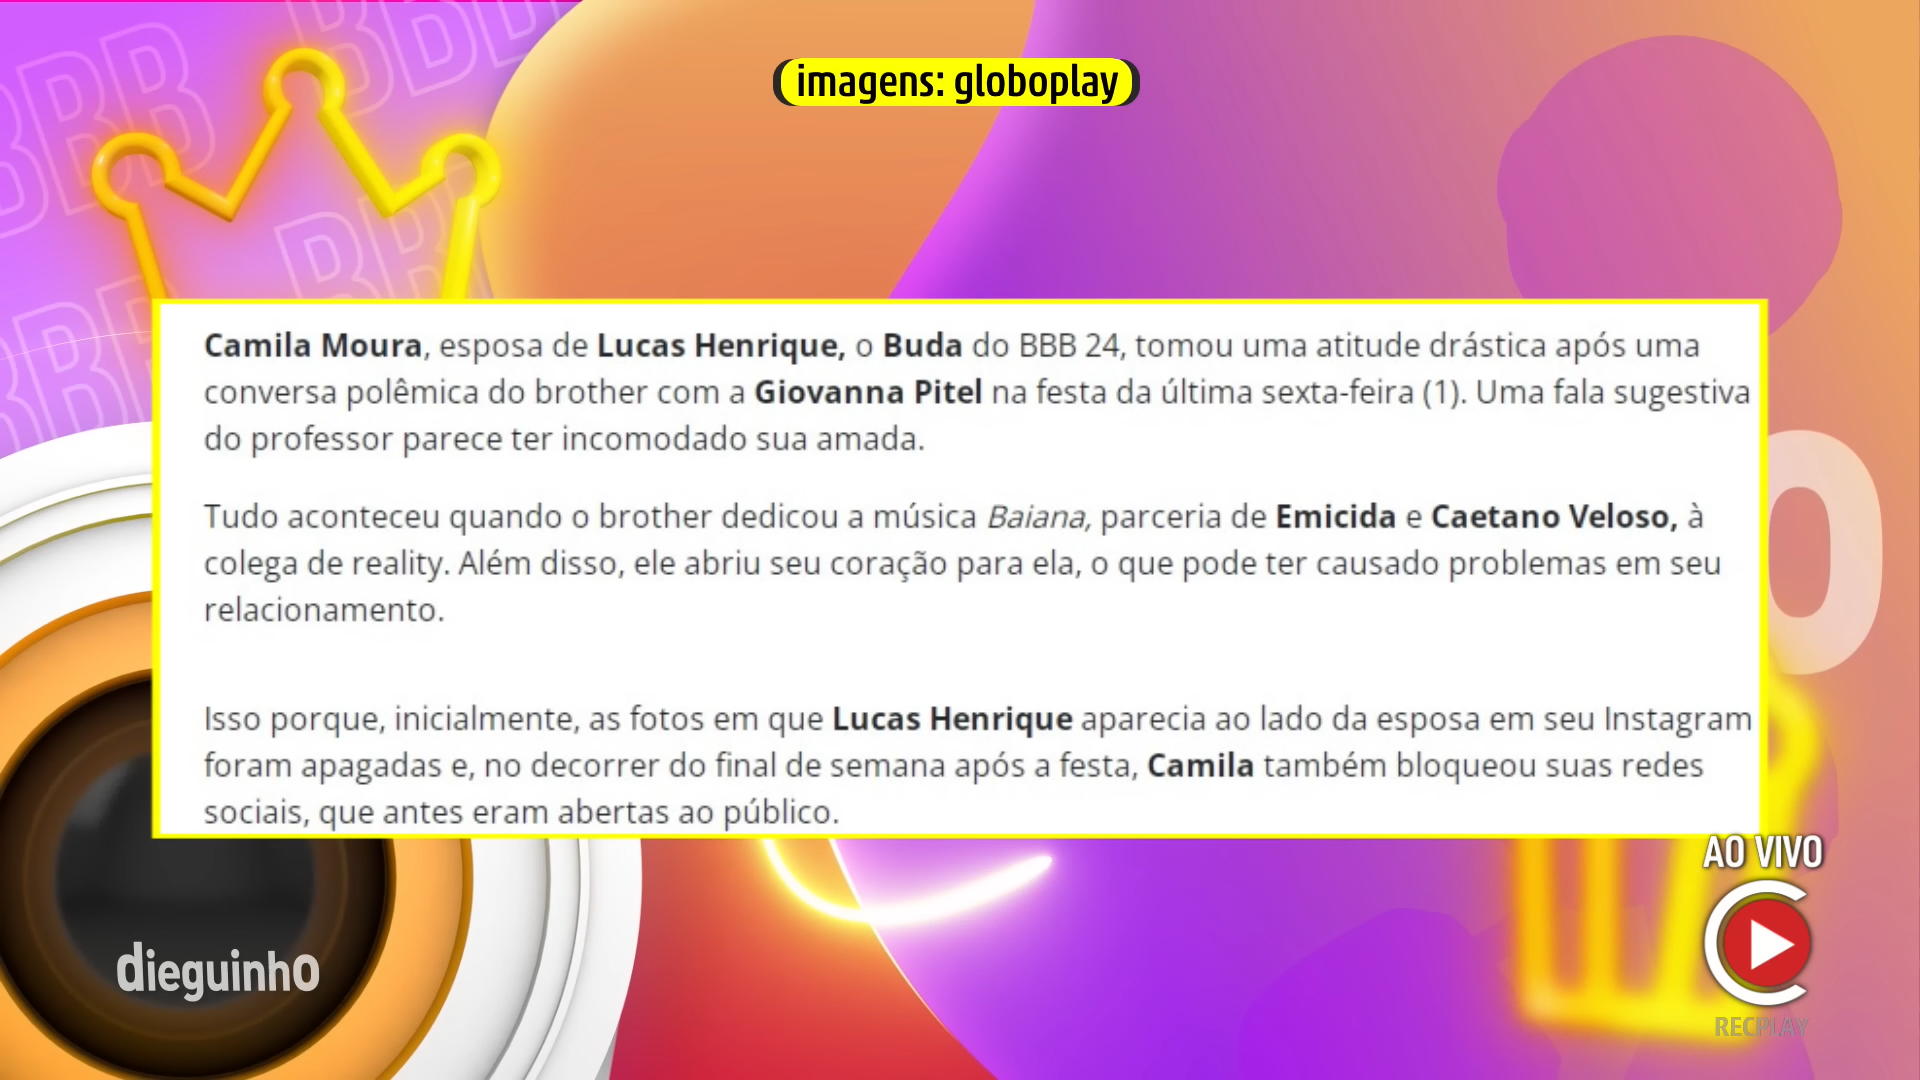 BBB
BBB
imagens: globoplay
BBB
BBB
Camila Moura, esposa de Lucas Henrique, o Buda do BBB 24, tomou uma atitude drástica após uma
conversa polêmica do brother com a Giovanna Pitel na festa da última sexta-feira (1). Uma fala sugestiva
do professor parece ter incomodado sua amada.
Tudo aconteceu quando o brother dedicou a música Baiana, parceria de Emicida e Caetano Veloso, à
colega de reality. Além disso, ele abriu seu coração para ela, o que pode ter causado problemas em seu
relacionamento.
Isso porque, inicialmente, as fotos em que Lucas Henrique aparecia ao lado da esposa em seu Instagram
foram apagadas e, no decorrer do final de semana após a festa, Camila também bloqueou suas redes
sociais, que antes eram abertas ao público.
AO VIVO
dieguinho
RECPLAY